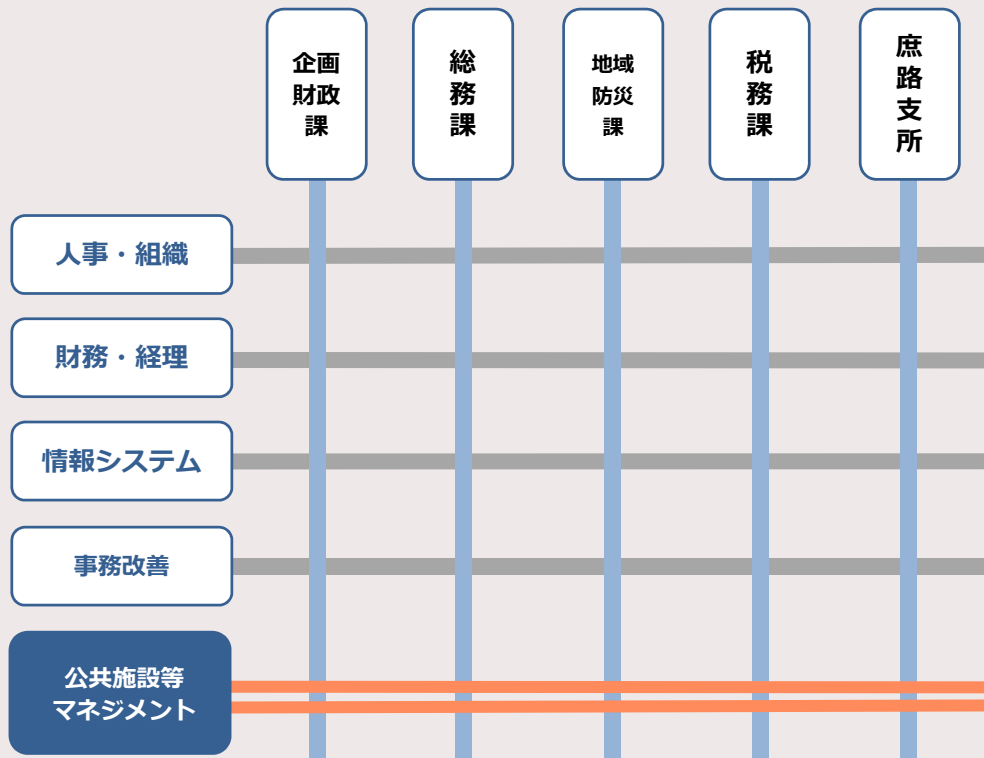 企画
財政
課
総務課
地域
防災
課
税務課
庶路支所
人事・組織
財務・経理
情報システム
事務改善
公共施設等
マネジメント